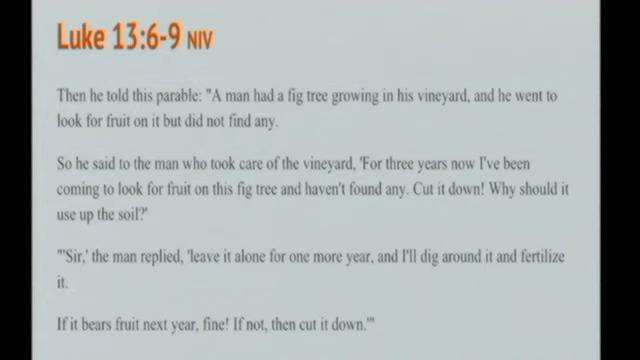 Luke 13:6-9 NIV
Then he told this parable: "A man had a fig tree growing in his vineyard, and he went to
look for fruit on it but did not find any.
So he said to the man who took care of the vineyard, 'For three years now I've been
coming to look for fruit on this fig tree and haven't found any. Cut it down! Why should it
use up the soil?'
"'Sir,' the man replied, 'leave it alone for one more year, and I'll dig around it and fertilize
it.
If it bears fruit next year, fine! If not, then cut it down.'"